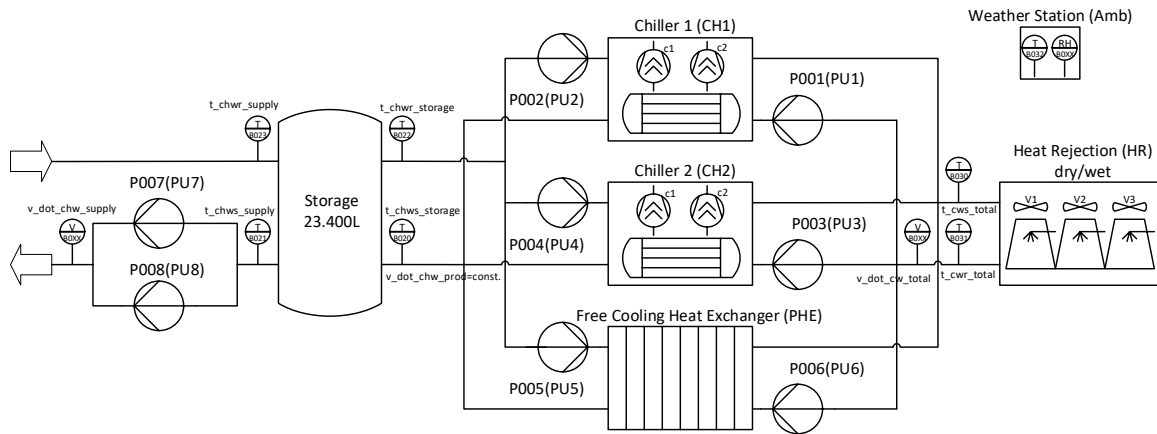 Weather Station (Amb)
T
B032
RH
B0XX
Chiller 1 (CH1)
c1
c2
P002(PU2)
P001(PU1)
t_chwr_supply
T
B023
t_chwr_storage
T
B022
Heat Rejection (HR)
dry/wet
V1
V2
V3
T
B030
t_cws_total
P007(PU7)
Storage
23.400L
Chiller 2 (CH2)
c1
c2
v_dot_chw_supply
V
B0XX
t_chws_supply
T
B021
t_chws_storage
T
B020
v_dot_chw_prod=const.
P004(PU4)
P003(PU3)
V
B0XX
v_dot_cw_total
T
B031
t_cwr_total
P008(PU8)
Free Cooling Heat Exchanger (PHE)
P005(PU5)
P006(PU6)